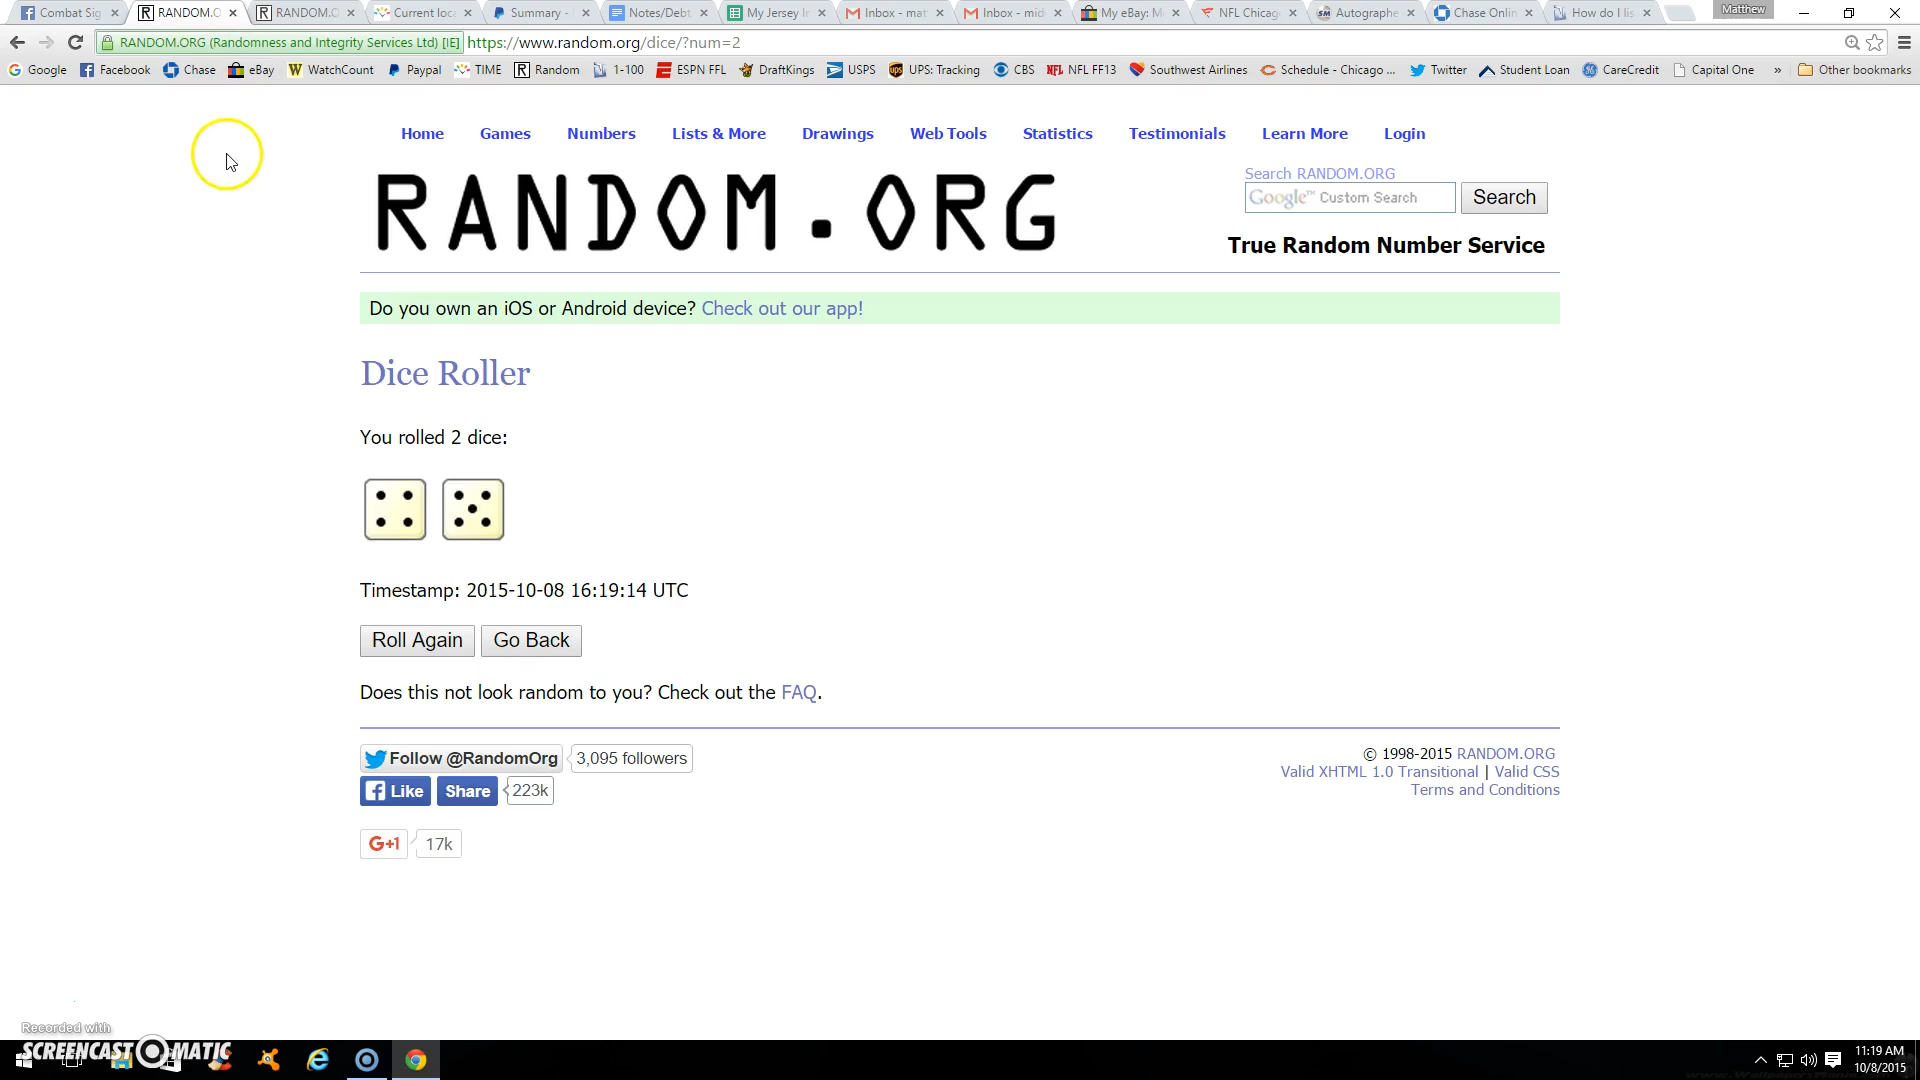 Combat Sig
RANDOM.O
RANDOM.O
Current loca
Summary -
Notes/Debt
My Jersey In
Inbox - mat
Inbox - mid
My eBay: M
NFL Chicag
Autographe
Chase Onlin
How do I lis
Matthew
RANDOM.ORG (Randomness and Integrity Services Ltd) [IE]
https://www.random.org/dice/?num=2
Google
Facebook
Chase
eBay
WatchCount
Paypal
TIME
Random
1-100
ESPN FFL
DraftKings
USPS
UPS: Tracking
CBS
NFL FF13
Southwest Airlines
Schedule - Chicago ...
Twitter
Student Loan
CareCredit
Capital One
»
Other bookmarks
Home
Games
Numbers
Lists & More
Drawings
Web Tools
Statistics
Testimonials
Learn More
Login
RANDOM.ORG
Search RANDOM.ORG
Google™ Custom Search
Search
True Random Number Service
Do you own an iOS or Android device? Check out our app!
Dice Roller
You rolled 2 dice:
Timestamp: 2015-10-08 16:19:14 UTC
Roll Again
Go Back
Does this not look random to you? Check out the FAQ.
Follow @RandomOrg
3,095 followers
Like
Share
223k
G+1
17k
© 1998-2015 RANDOM.ORG
Valid XHTML 1.0 Transitional | Valid CSS
Terms and Conditions
Recorded with
SCREENCAST-O-MATIC
11:19 AM
10/8/2015